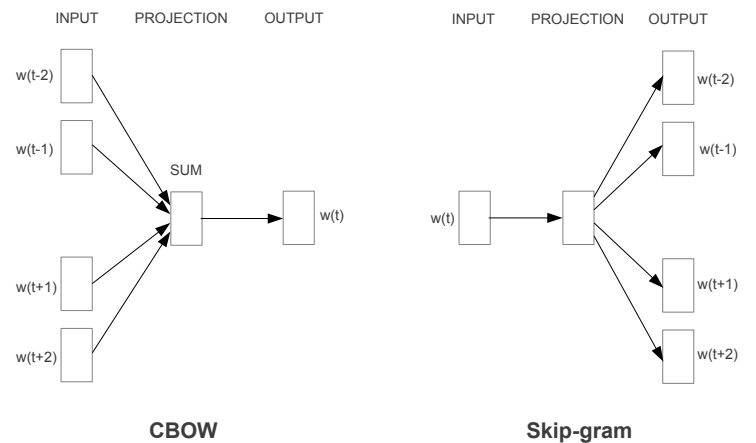 INPUT PROJECTION OUTPUT
w(t-2)
w(t-1)
SUM
w(t)
w(t+1)
w(t+2)
CBOW
INPUT PROJECTION OUTPUT
w(t-2)
w(t-1)
w(t)
w(t+1)
w(t+2)
Skip-gram